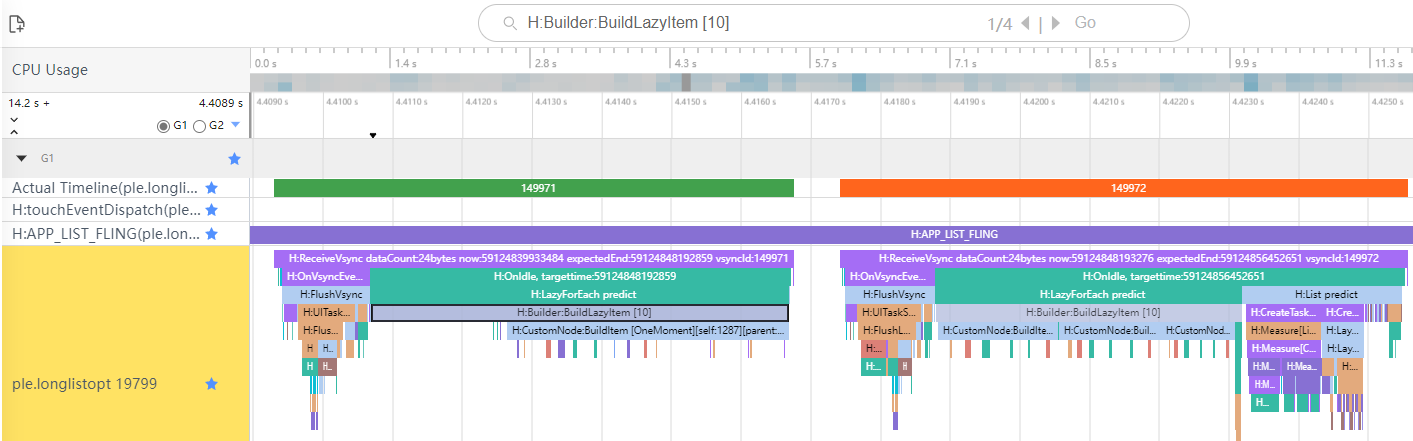 H:Builder:BuildLazyItem [10]
1/4
Go
CPU Usage
0.0 s 1.4 s 2.8 s 4.3 s 5.7 s 7.1 s 8.5 s 9.9 s 11.3 s
14.2 s + 4.4089 s
4.4090 s 4.4100 s 4.4110 s 4.4120 s 4.4130 s 4.4140 s 4.4150 s 4.4160 s 4.4170 s 4.4180 s 4.4190 s 4.4200 s 4.4210 s 4.4220 s 4.4230 s 4.4240 s 4.4250 s
G1 G2
G1
Actual Timeline(ple.longli... 149971 149972
H:touchEventDispatch(ple....
H:APP_LIST_FLING(ple.lon... H:APP_LIST_FLING
H:ReceiveVsync dataCount:24bytes now:59124839933484 expectedEnd:59124848192859 vsyncId:149971 H:ReceiveVsync dataCount:24bytes now:59124848193276 expectedEnd:59124856452651 vsyncId:149972
H:OnVsyncEve... H:OnIdle, targettime:59124848192859 H:OnVsyncEve... H:OnIdle, targettime:59124856452651
H:FlushVsync H:LazyForEach predict H:FlushVsync H:LazyForEach predict H:List predict
H:UITask... H:Builder:BuildLazyItem [10] H:UITaskS... H:Builder:BuildLazyItem [10] H:CreateTask... H:Cre...
H:Flus... H:CustomNode:BuildItem [OneMoment][self:1287][parent:... H:FlushL... H:CustomNode:BuildIte... H:CustomNode:Buil... H:CustomNod... H:Measure[Li... H:Lay...
H H... H:... H:Measure[C... H:Lay...
H H... H:... H H:M... H:Mea... H:...
H:M...
H...
ple.longlistopt 19799